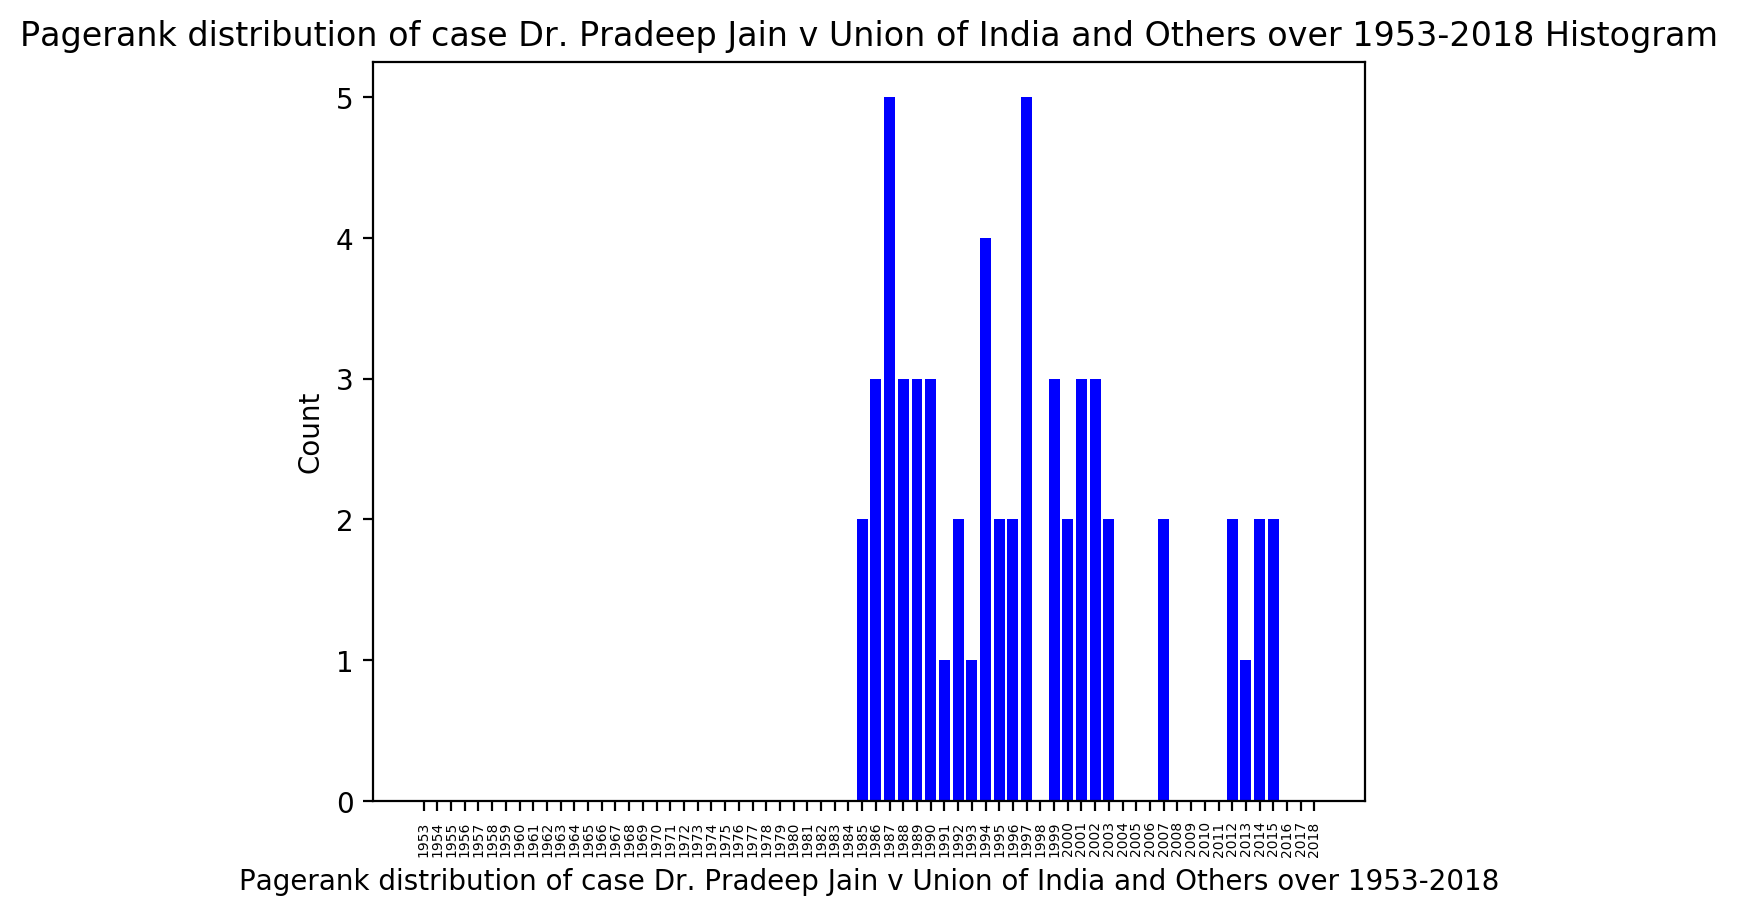 Pagerank distribution of case Dr. Pradeep Jain v Union of India and Others over 1953-2018 Histogram
5
4
3
2
1
0
Count
1953 1954 1955 1956 1957 1958 1959 1960 1961 1962 1963 1964 1965 1966 1967 1968 1969 1970 1971 1972 1973 1974 1975 1976 1977 1978 1979 1980 1981 1982 1983 1984 1985 1986 1987 1988 1989 1990 1991 1992 1993 1994 1995 1996 1997 1998 1999 2000 2001 2002 2003 2004 2005 2006 2007 2008 2009 2010 2011 2012 2013 2014 2015 2016 2017 2018
Pagerank distribution of case Dr. Pradeep Jain v Union of India and Others over 1953-2018